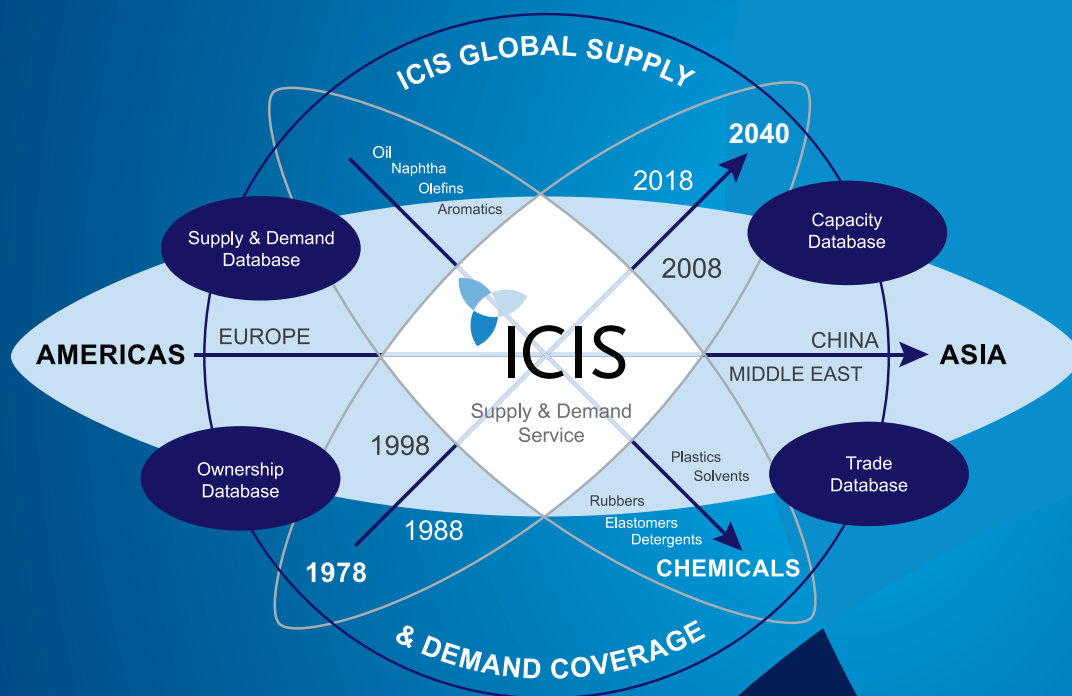 ICIS GLOBAL SUPPLY
2040
Oil
Naphtha
Olefins
Aromatics
2018
2008
Supply & Demand
Database
Capacity
Database
AMERICAS
EUROPE
ICIS
Supply & Demand
Service
CHINA
MIDDLE EAST
ASIA
Ownership
Database
1998
1988
1978
Plastics
Solvents
Rubbers
Elastomers
Detergents
CHEMICALS
Trade
Database
& DEMAND COVERAGE